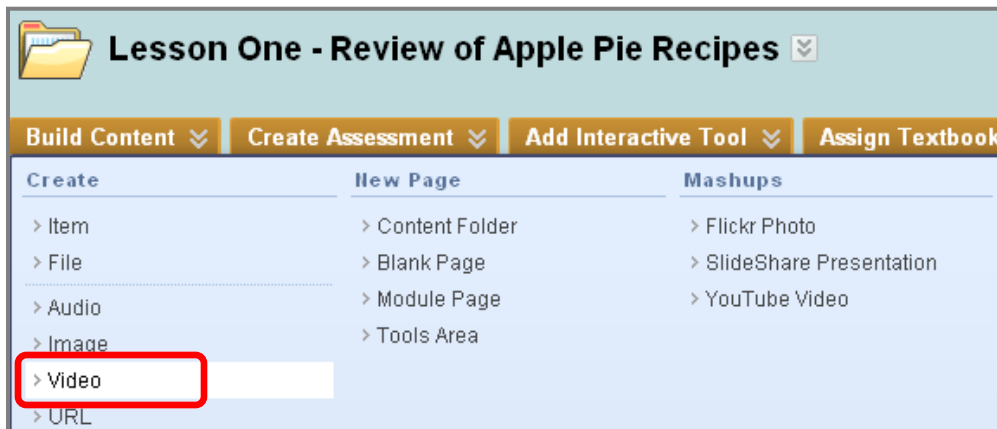 Lesson One - Review of Apple Pie Recipes
Build Content Create Assessment Add Interactive Tool Assign Textbook
Create New Page Mashups
> Item > Content Folder > Flickr Photo
> File > Blank Page > SlideShare Presentation
> Audio > Module Page > YouTube Video
> Image > Tools Area
> Video
> URL